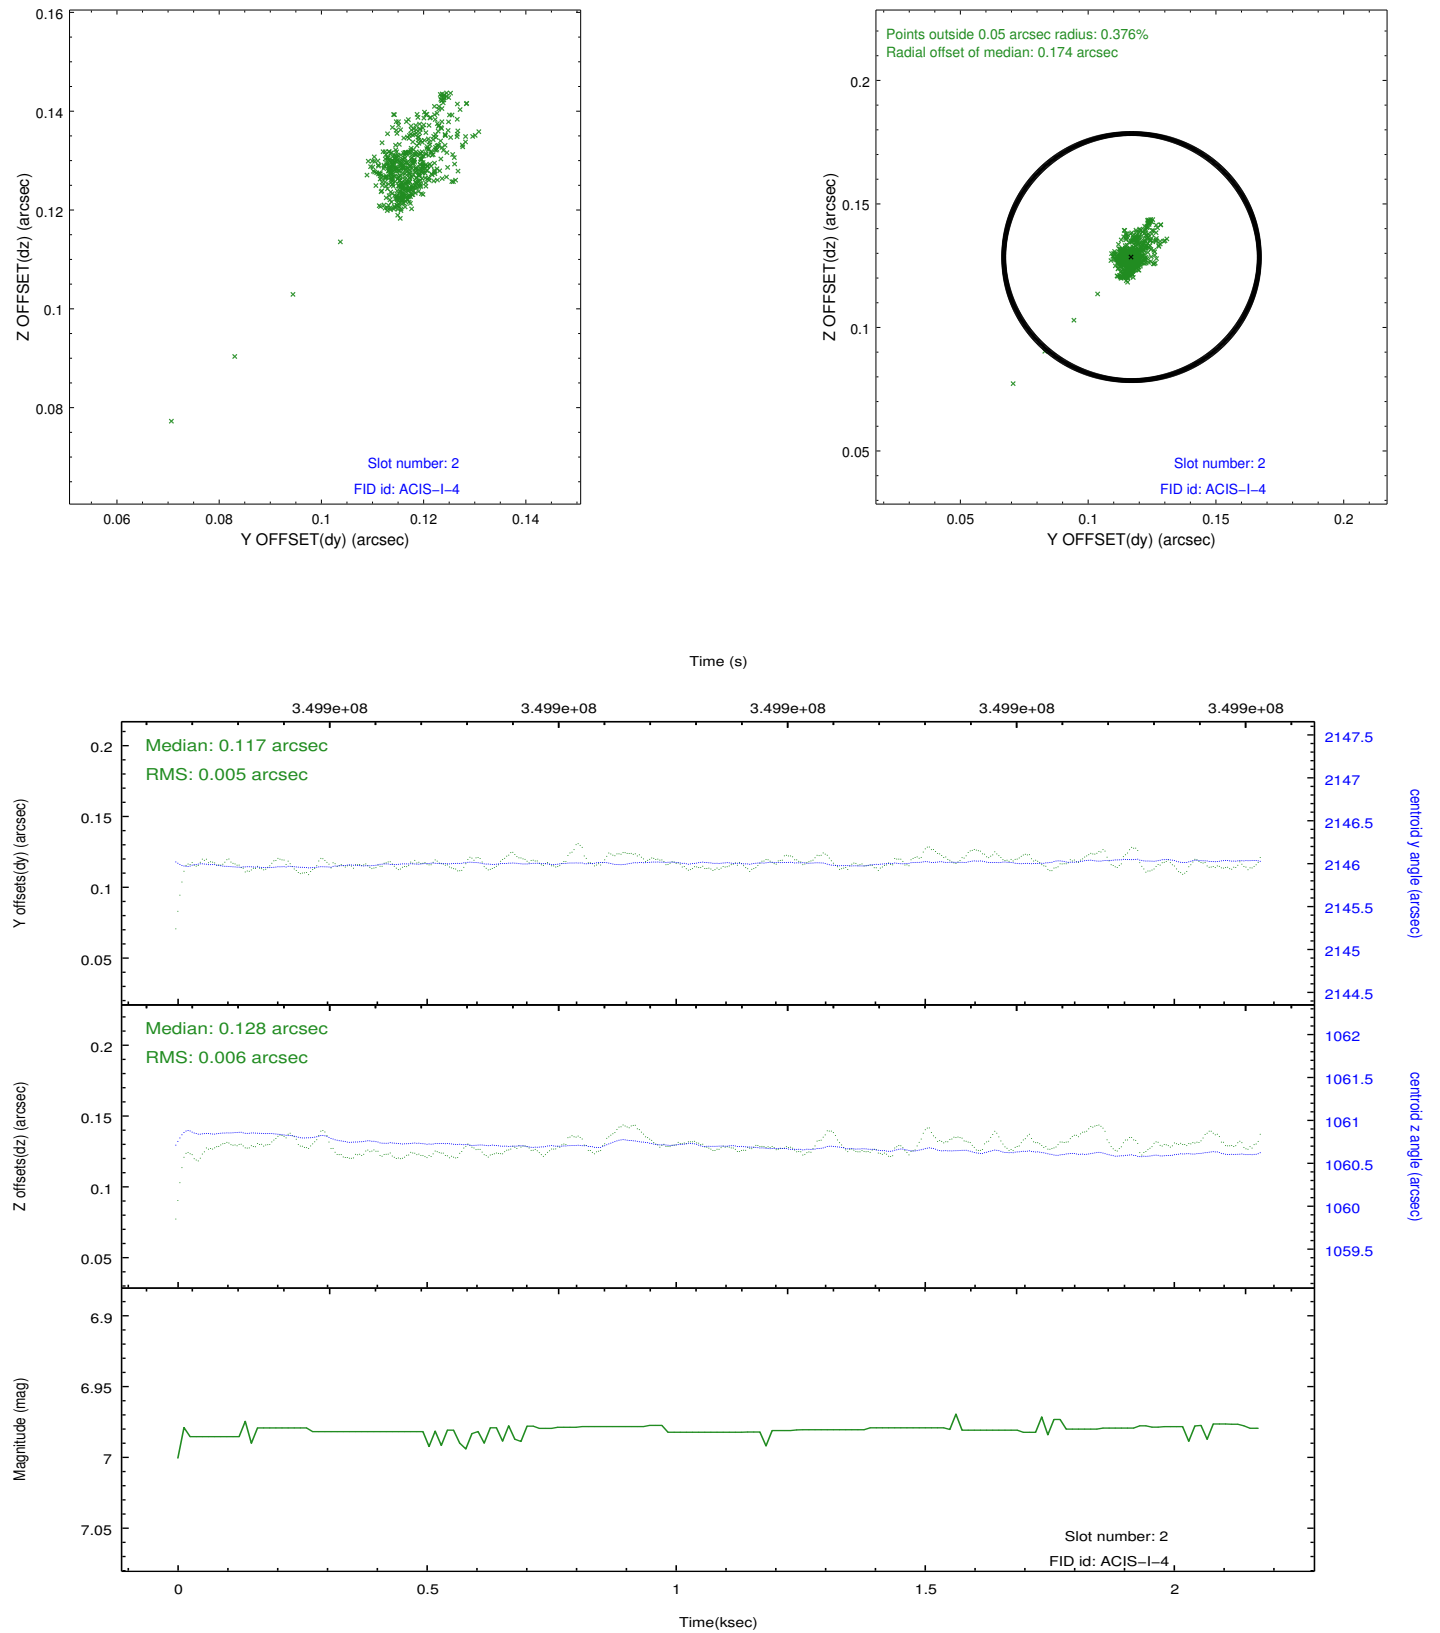 0.16
0.14
0.12
0.1
0.08
Z OFFSET(dz) (arcsec)
Slot number: 2
FID id: ACIS−I−4
0.06 0.08 0.1 0.12 0.14
Y OFFSET(dy) (arcsec)
Points outside 0.05 arcsec radius: 0.376%
Radial offset of median: 0.174 arcsec
0.2
0.15
0.1
0.05
Z OFFSET(dz) (arcsec)
Slot number: 2
FID id: ACIS−I−4
0.05 0.1 0.15 0.2
Y OFFSET(dy) (arcsec)
Time (s)
3.499e+08 3.499e+08 3.499e+08 3.499e+08 3.499e+08
Median: 0.117 arcsec
RMS: 0.005 arcsec
0.2
0.15
0.1
0.05
Y offsets(dy) (arcsec)
2147.5
2147
2146.5
2146
2145.5
2145
2144.5
centroid y angle (arcsec)
Median: 0.128 arcsec
RMS: 0.006 arcsec
0.2
0.15
0.1
0.05
Z offsets(dz) (arcsec)
1062
1061.5
1061
1060.5
1060
1059.5
centroid z angle (arcsec)
6.9
6.95
7
7.05
Magnitude (mag)
Slot number: 2
FID id: ACIS−I−4
0 0.5 1 1.5 2
Time(ksec)